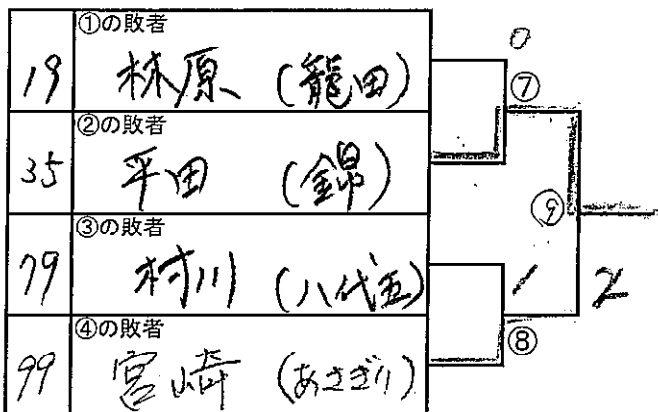 ①の敗者
19 林原 (龍田)
0
⑦
②の敗者
35 平田 (錦)
⑨
③の敗者
79 村川 (八代五)
1 2
⑧
④の敗者
99 宮崎 (あさぎり)